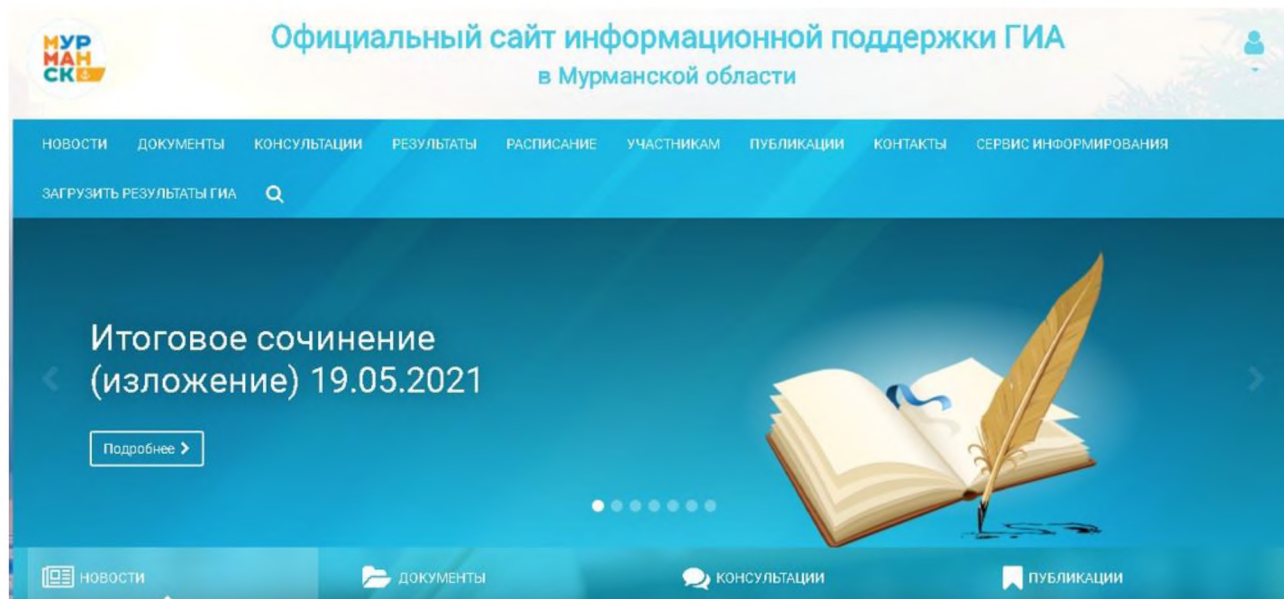 МУР
МАН
СК
Официальный сайт информационной поддержки ГИА
в Мурманской области
НОВОСТИ ДОКУМЕНТЫ КОНСУЛЬТАЦИИ РЕЗУЛЬТАТЫ РАСПИСАНИЕ УЧАСТНИКАМ ПУБЛИКАЦИИ КОНТАКТЫ СЕРВИС ИНФОРМИРОВАНИЯ
ЗАГРУЗИТЬ РЕЗУЛЬТАТЫ ГИА
Итоговое сочинение
(изложение) 19.05.2021
Подробнее
НОВОСТИ ДОКУМЕНТЫ КОНСУЛЬТАЦИИ ПУБЛИКАЦИИ